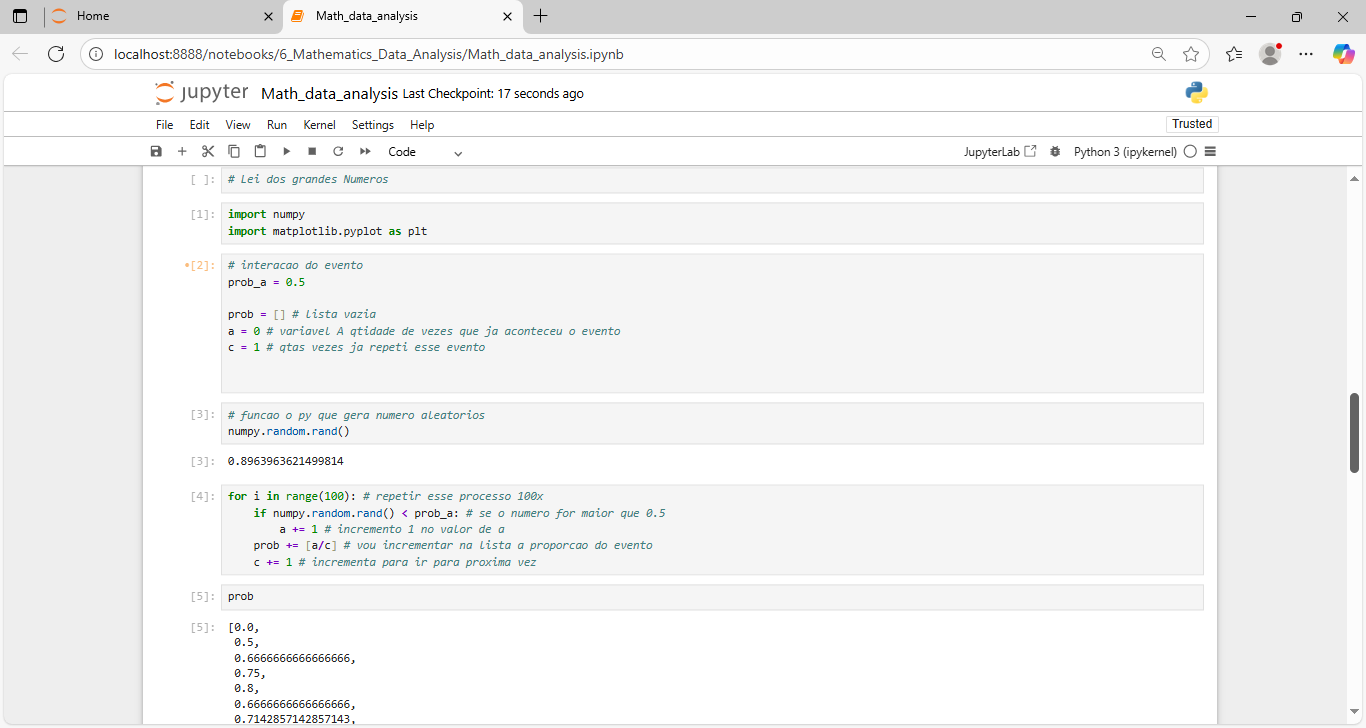 Home
Math_data_analysis
localhost:8888/notebooks/6_Mathematics_Data_Analysis/Math_data_analysis.ipynb
jupyter Math_data_analysis Last Checkpoint: 17 seconds ago
File Edit View Run Kernel Settings Help
Trusted
Code
JupyterLab
Python 3 (ipykernel)
[ ]: # Lei dos grandes Numeros
[1]: import numpy
import matplotlib.pyplot as plt
•[2]: # interacao do evento
prob_a = 0.5
prob = [] # lista vazia
a = 0 # variavel A qtidade de vezes que ja aconteceu o evento
c = 1 # qtas vezes ja repeti esse evento
[3]: # funcao o py que gera numero aleatorios
numpy.random.rand()
[3]: 0.8963963621499814
[4]: for i in range(100): # repetir esse processo 100x
if numpy.random.rand() < prob_a: # se o numero for maior que 0.5
a += 1 # incremento 1 no valor de a
prob += [a/c] # vou incrementar na lista a proporcao do evento
c += 1 # incrementa para ir para proxima vez
[5]: prob
[5]: [0.0,
0.5,
0.6666666666666666,
0.75,
0.8,
0.6666666666666666,
0.7142857142857143,